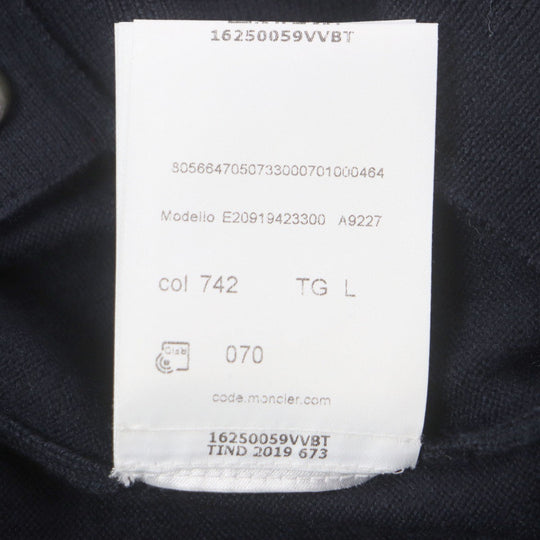 16250059VVBT
8056647050733000701000464
Modello E20919423300 A9227
col 742 TG L
070
code.moncler.com
16250059VVBT
TIND 2019 673